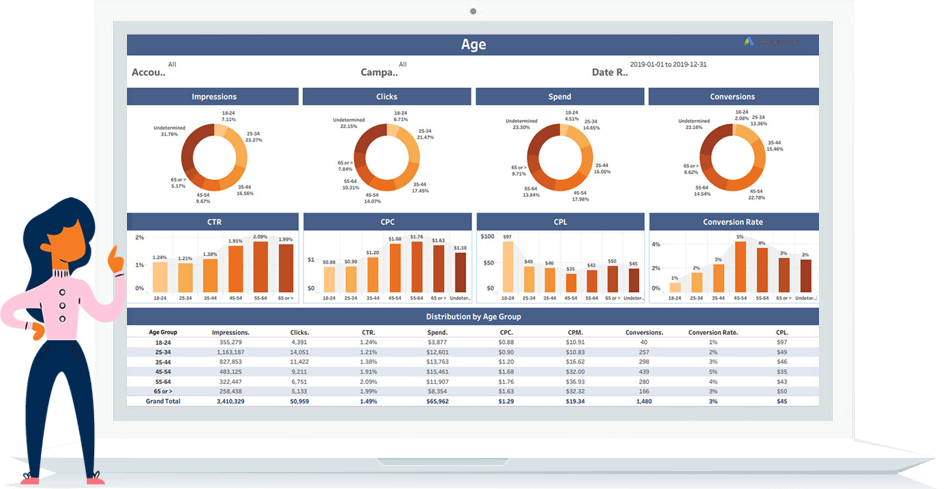 Age
All
All
2019-01-01 to 2019-12-31
Accou..
Campa..
Date R..
Impressions
Clicks
Spend
Conversions
18-24
7.11%
25-34
23.27%
35-44
16.56%
45-54
9.67%
65 or >
5.17%
Undetermined
31.76%
18-24
6.71%
25-34
21.47%
35-44
17.45%
45-54
14.07%
55-64
10.31%
65 or >
7.84%
Undetermined
22.15%
18-24
4.51%
25-34
14.65%
35-44
16.00%
45-54
17.98%
55-64
13.84%
65 or >
9.71%
Undetermined
23.30%
18-24
2.08%
25-34
13.36%
35-44
15.46%
45-54
22.78%
55-64
14.54%
65 or >
8.62%
Undetermined
23.16%
CTR
CPC
CPL
Conversion Rate
2%
1%
0%
1.24%
1.21%
1.38%
1.91%
2.09%
1.99%
18-24 25-34 35-44 45-54 55-64 65 or >
$1
$0
$0.88
$0.90
$1.20
$1.68
$1.76
$1.63
$1.38
18-24 25-34 35-44 45-54 55-64 65 or > Undeter..
$100
$50
$0
$97
$49
$46
$35
$43
$50
$45
18-24 25-34 35-44 45-54 55-64 65 or > Undeter..
4%
2%
0%
1%
2%
3%
5%
4%
3%
3%
18-24 25-34 35-44 45-54 55-64 65 or > Undeter..
Distribution by Age Group
Age Group Impressions. Clicks. CTR. Spend. CPC. CPM. Conversions. Conversion Rate. CPL.
18-24 355,279 4,391 1.24% $3,877 $0.88 $10.91 40 1% $97
25-34 1,163,187 14,051 1.21% $12,601 $0.90 $10.83 257 2% $49
35-44 827,853 11,422 1.38% $13,763 $1.20 $16.62 298 3% $46
45-54 483,125 9,211 1.91% $15,461 $1.68 $32.00 439 5% $35
55-64 322,447 6,751 2.09% $11,907 $1.76 $36.93 280 4% $43
65 or > 258,438 5,133 1.99% $8,354 $1.63 $32.32 166 3% $50
Grand Total 3,410,329 50,959 1.49% $65,962 $1.29 $19.34 1,480 3% $45